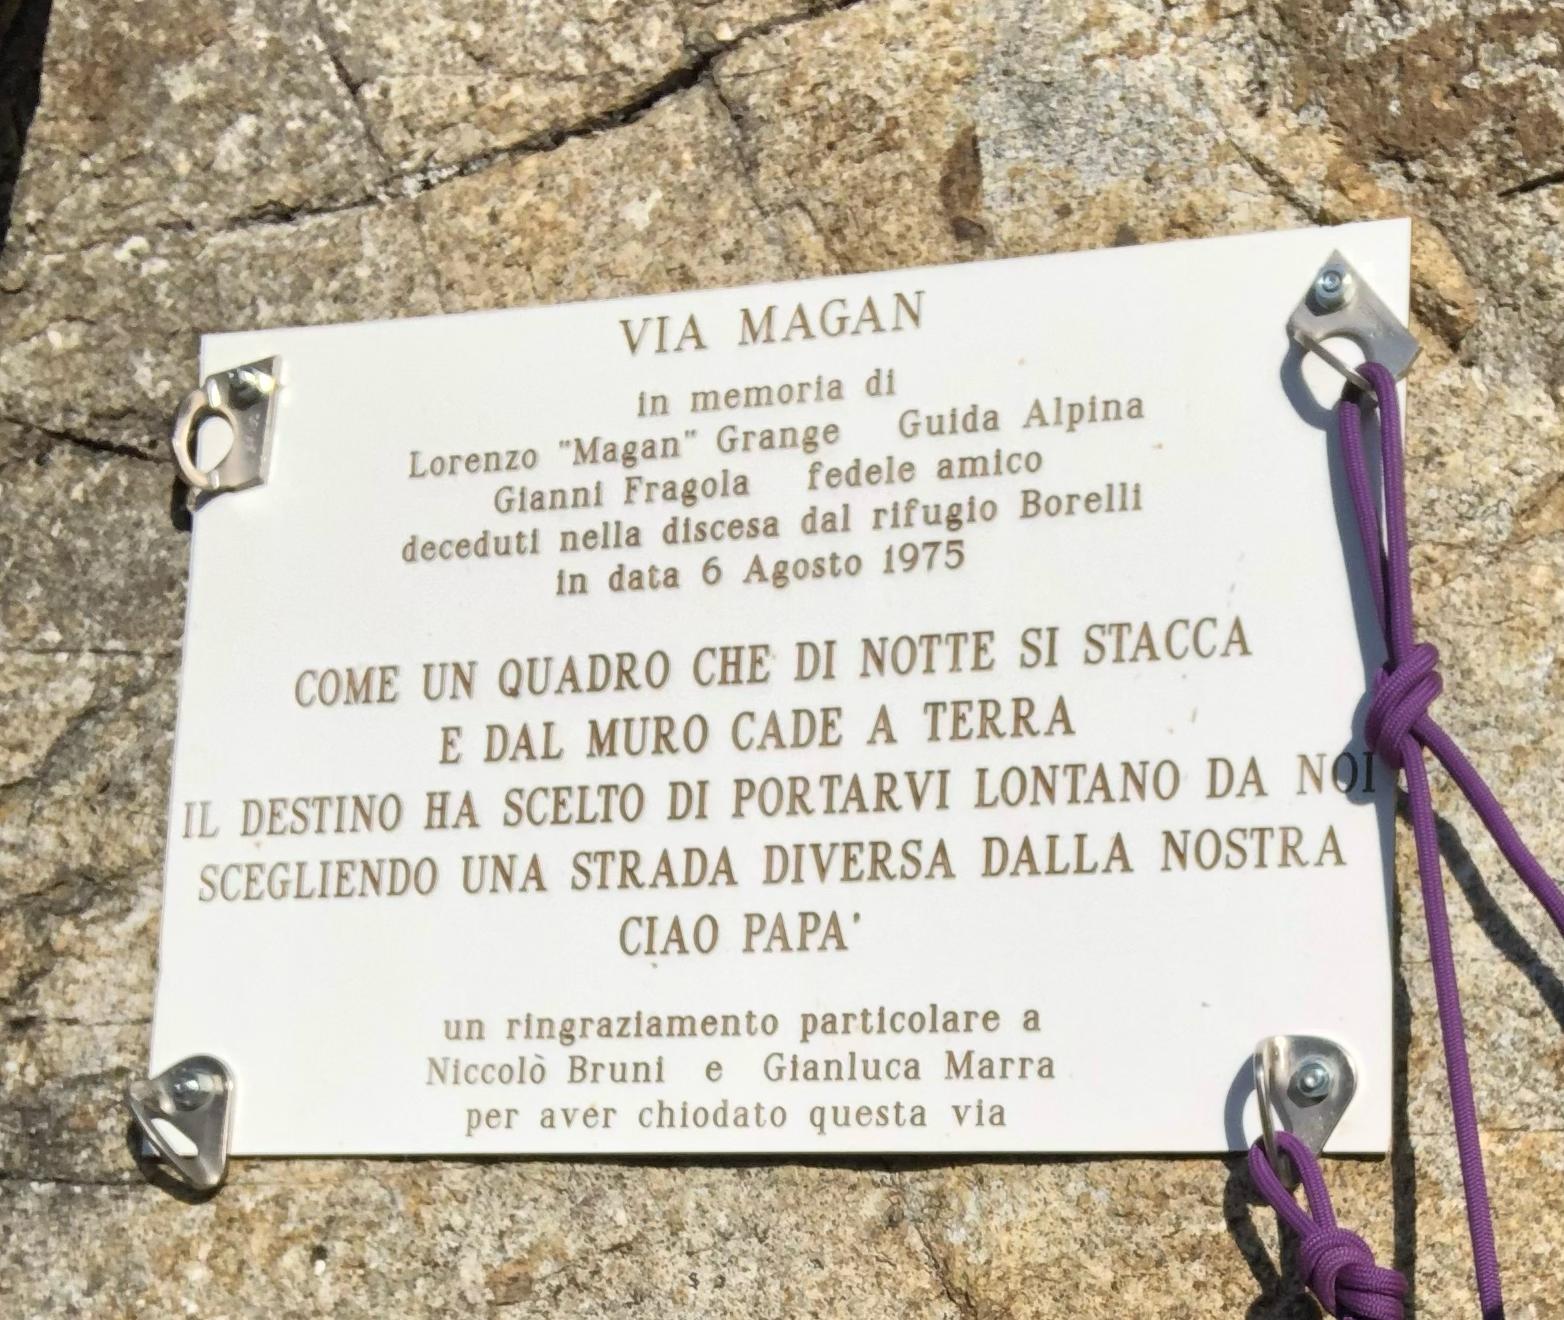 VIA MAGAN
in memoria di
Lorenzo "Magan" Grange Guida Alpina
Gianni Fragola fedele amico
deceduti nella discesa dal rifugio Borelli
in data 6 Agosto 1975
COME UN QUADRO CHE DI NOTTE SI STACCA
E DAL MURO CADE A TERRA
IL DESTINO HA SCELTO DI PORTARVI LONTANO DA NOI
SCEGLIENDO UNA STRADA DIVERSA DALLA NOSTRA
CIAO PAPA'
un ringraziamento particolare a
Niccolò Bruni e Gianluca Marra
per aver chiodato questa via